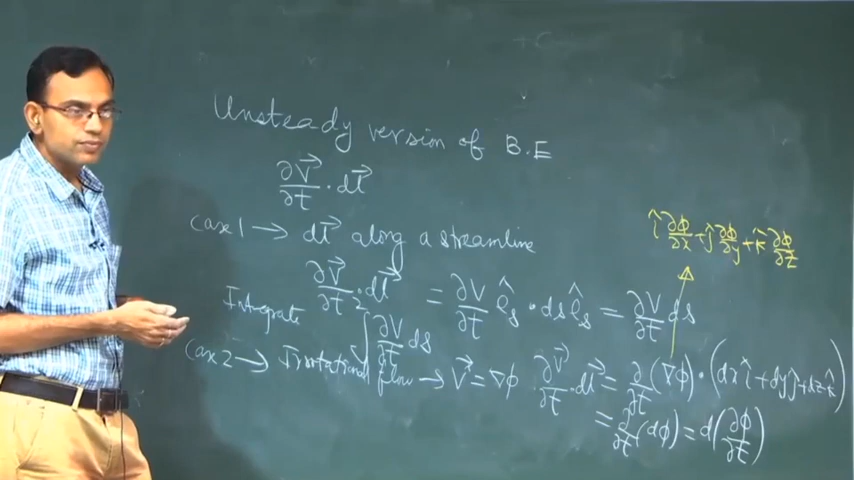 Unsteady version of B.E
∂V⃗/∂t · dl⃗
î ∂φ/∂x + ĵ ∂φ/∂y + k̂ ∂φ/∂z
Case 1 → dl⃗ along a streamline
∂V⃗/∂t · dl⃗ = ∂V/∂t ê_s · ds ê_s = ∂V/∂t ds
Integrate ∫₁² ∂V/∂t ds
Case 2 → Irrotational flow → V⃗ = ∇φ ∂V⃗/∂t · dl⃗ = ∂/∂t (∇φ) · (dx î + dy ĵ + dz k̂)
= ∂/∂t (dφ) = d(∂φ/∂t)